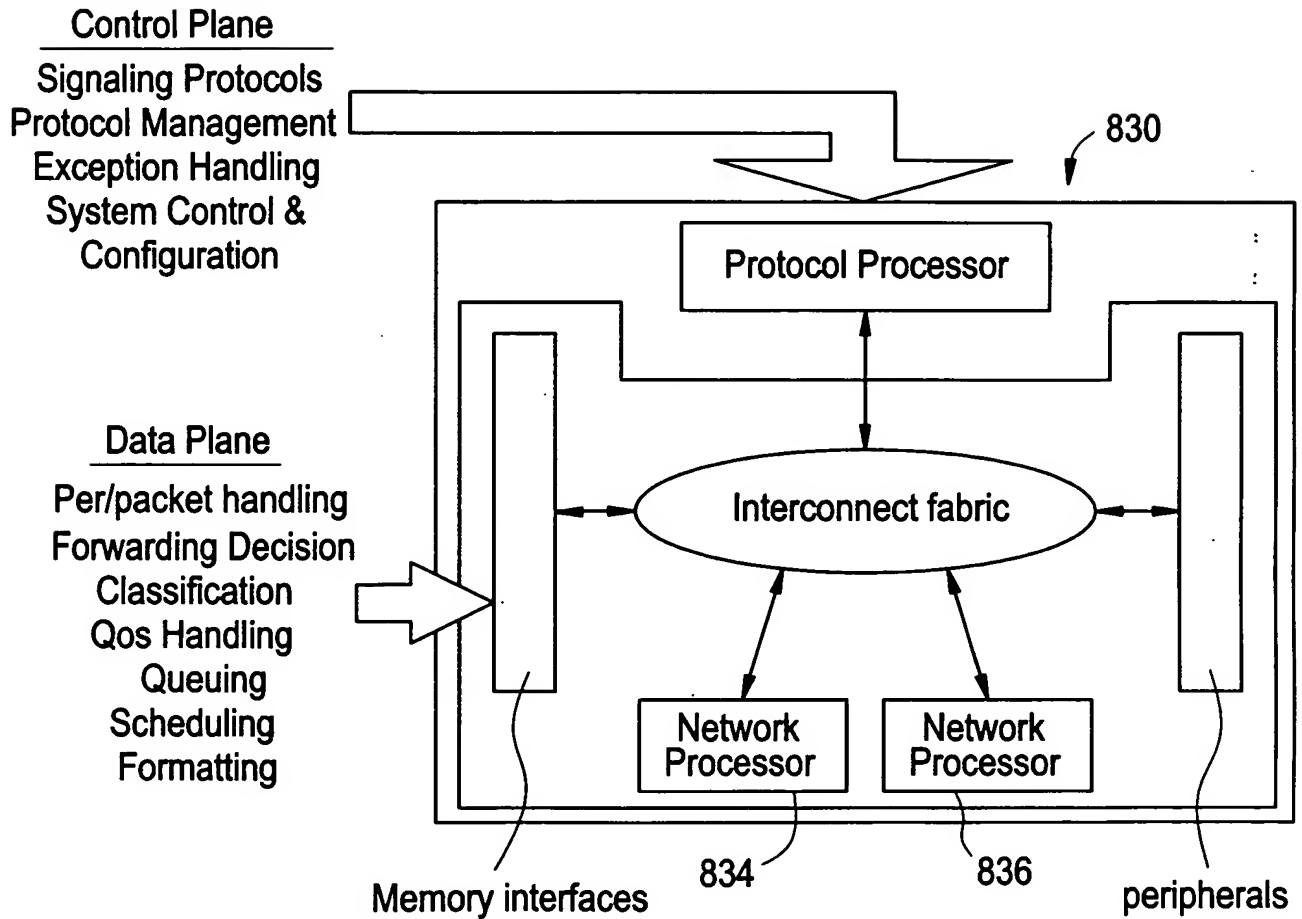 Control Plane
Signaling Protocols
Protocol Management
Exception Handling
System Control &
Configuration
830
Protocol Processor
Data Plane
Per/packet handling
Forwarding Decision
Classification
Qos Handling
Queuing
Scheduling
Formatting
Interconnect fabric
Network
Processor
Network
Processor
834
836
Memory interfaces
peripherals